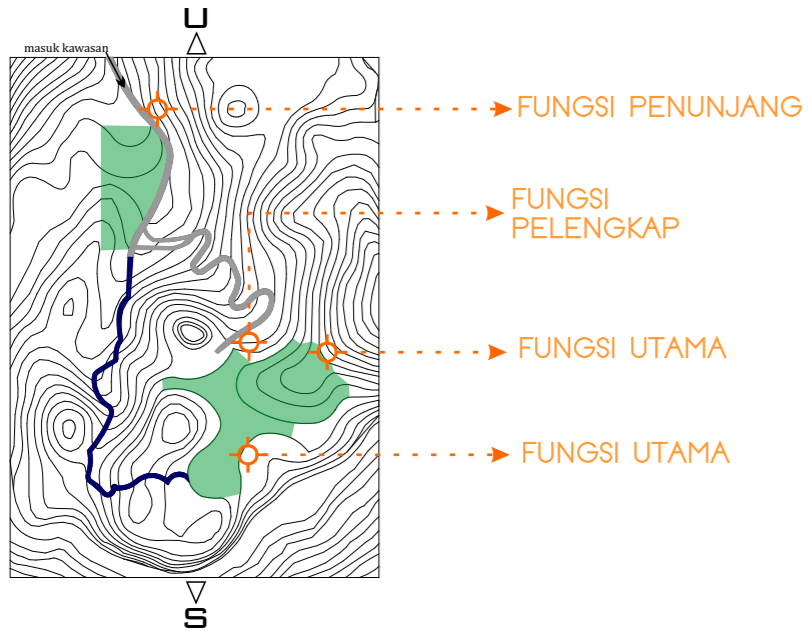 U
masuk kawasan
FUNGSI PENUNJANG
FUNGSI
PELENGKAP
FUNGSI UTAMA
FUNGSI UTAMA
S